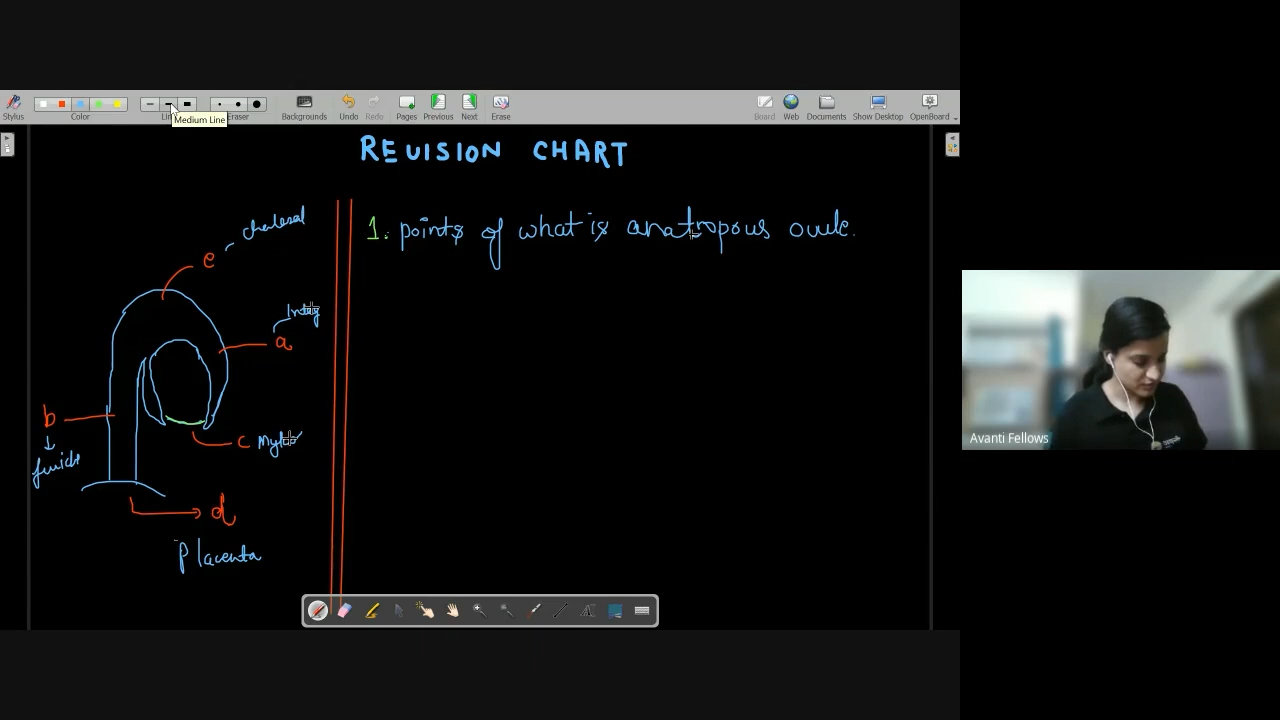 Stylus
Color
Eraser
Medium Line
Backgrounds
Undo
Redo
Pages
Previous
Next
Erase
Board
Web
Documents
Show Desktop
OpenBoard
REVISION CHART
1. points of what is anatropous ovule.
chalazal
e
Integ
a
b
c
d
Placenta
Avanti Fellows